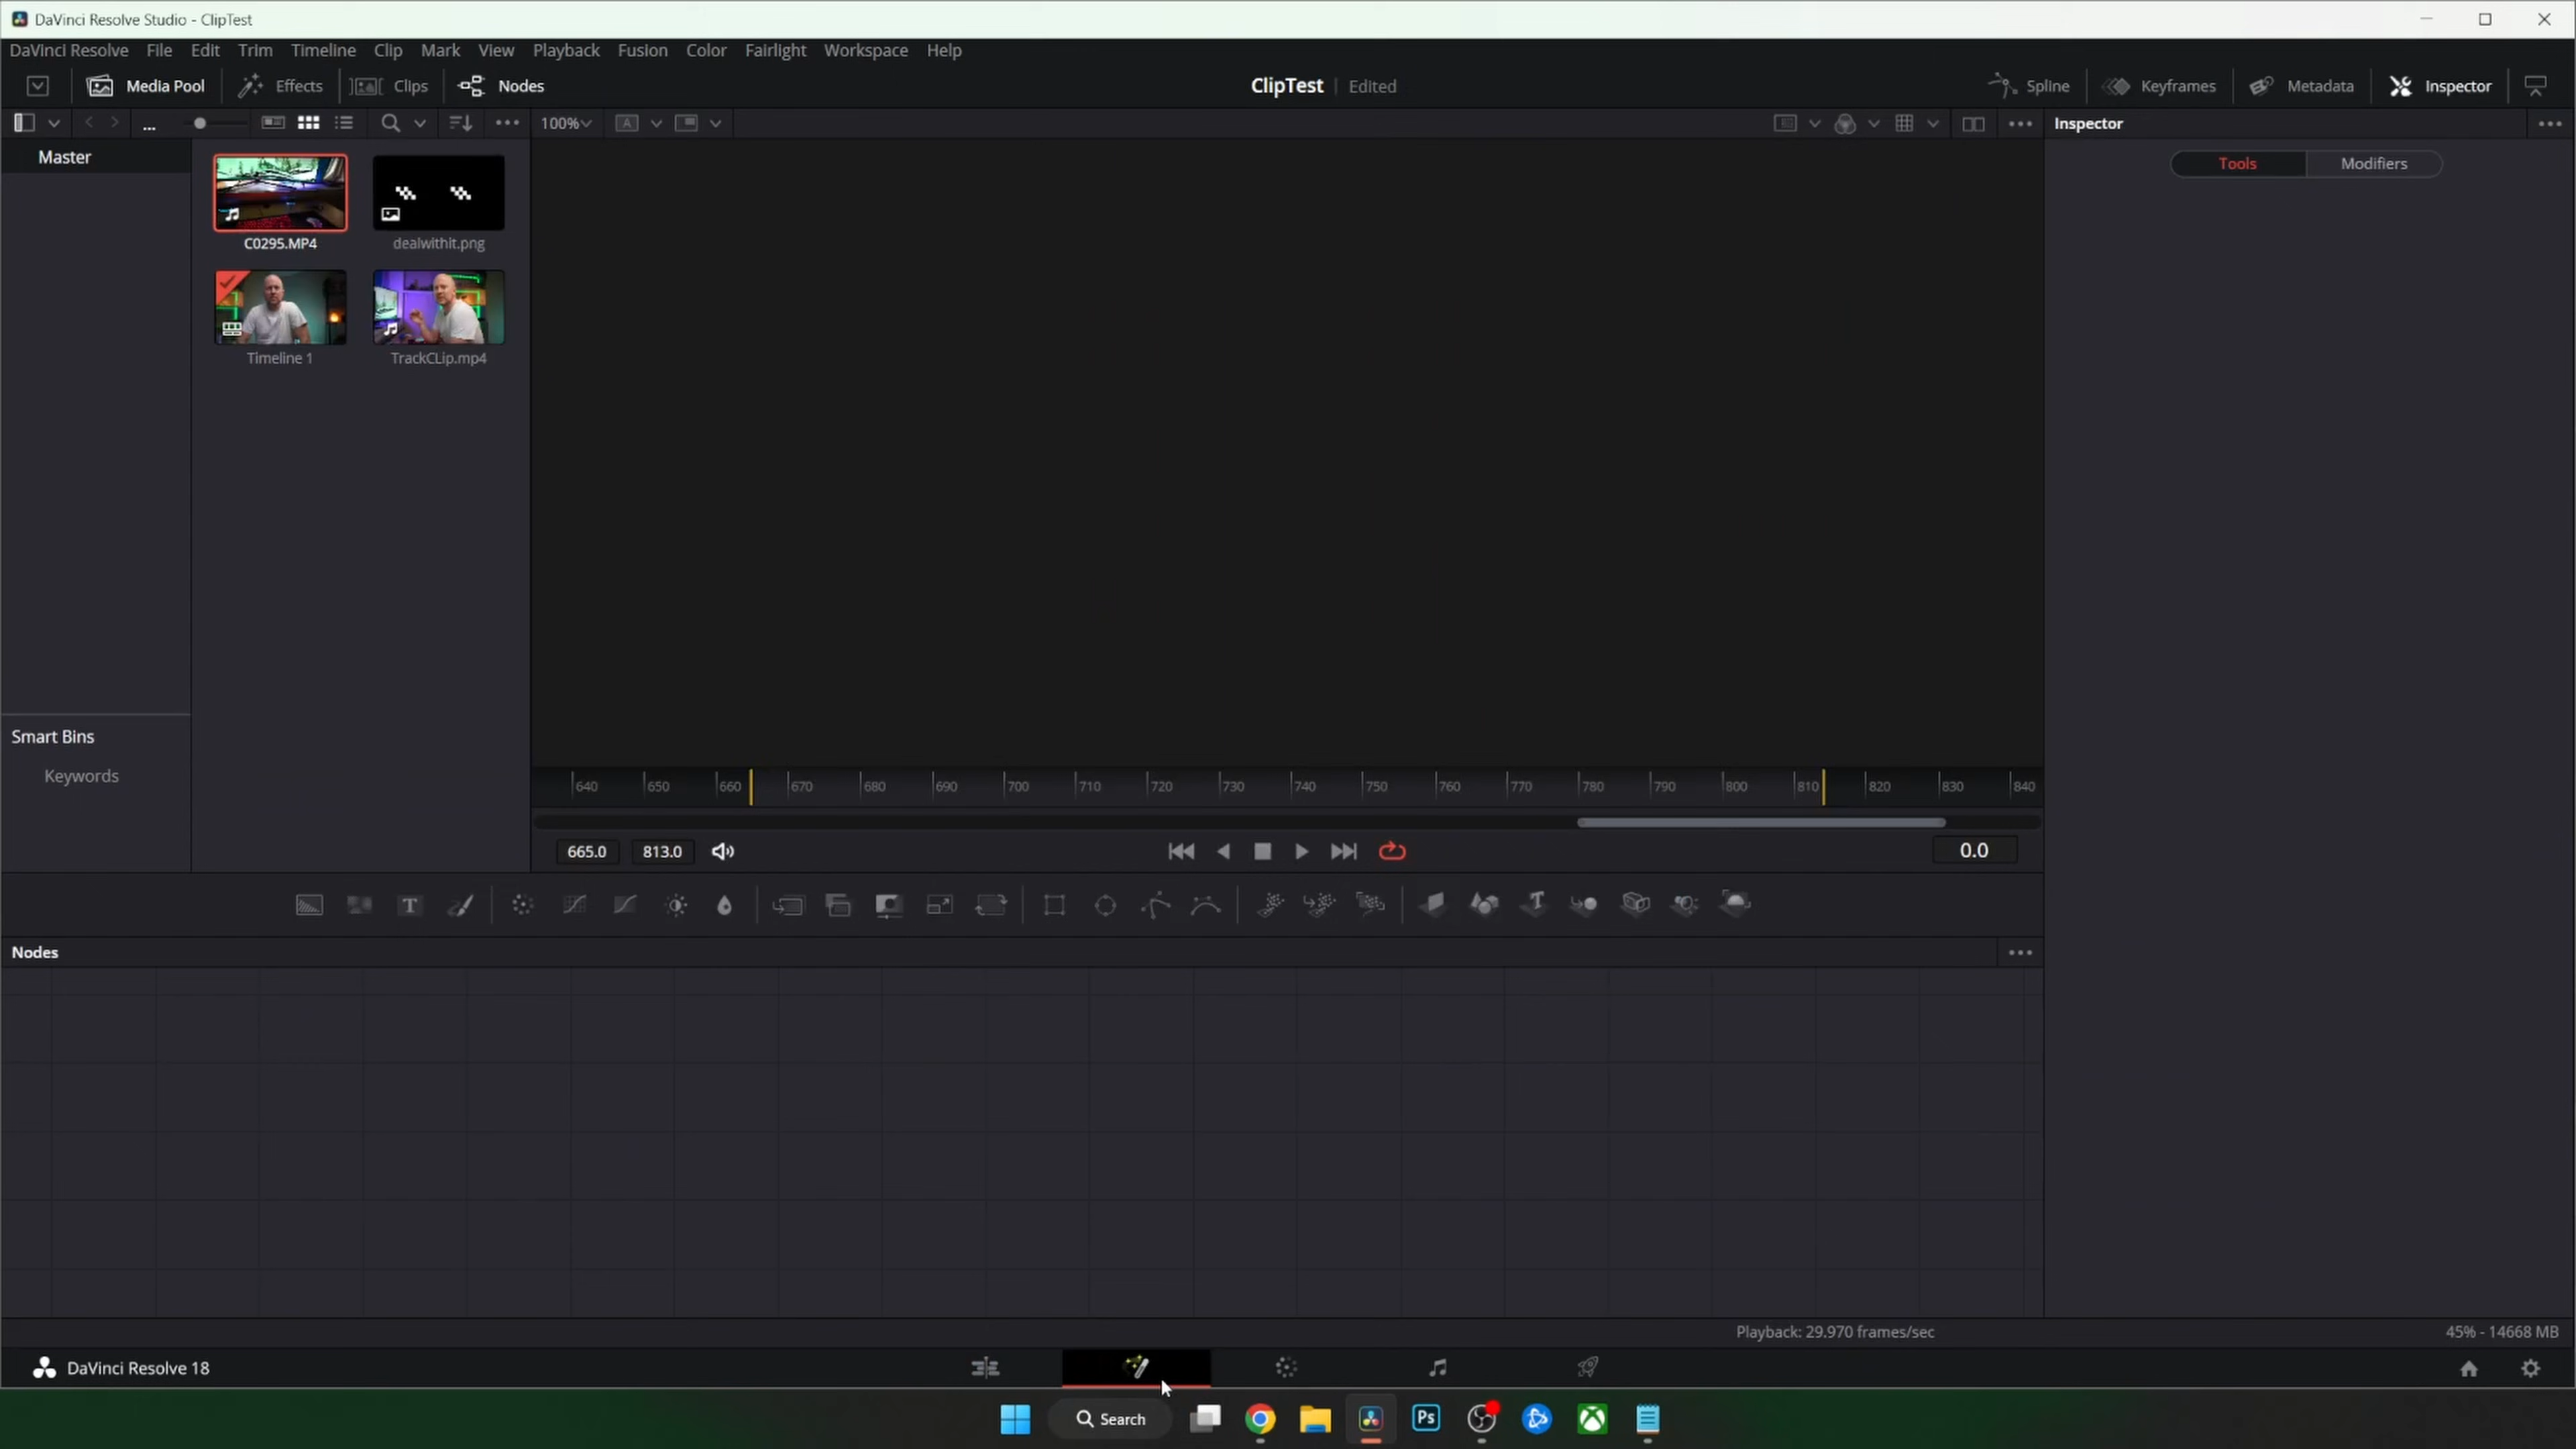 DaVinci Resolve Studio - ClipTest
DaVinci Resolve File Edit Trim Timeline Clip Mark View Playback Fusion Color Fairlight Workspace Help
Media Pool Effects Clips Nodes ClipTest Edited Spline Keyframes Metadata Inspector
... 100% A Inspector
Master
Tools Modifiers
C0295.MP4 dealwithit.png
Timeline 1 TrackCLip.mp4
Smart Bins
Keywords
640 650 660 670 680 690 700 710 720 730 740 750 760 770 780 790 800 810 820 830 840
665.0 813.0 0.0
T T
Nodes
Playback: 29.970 frames/sec 45% - 14668 MB
DaVinci Resolve 18
Search Ps